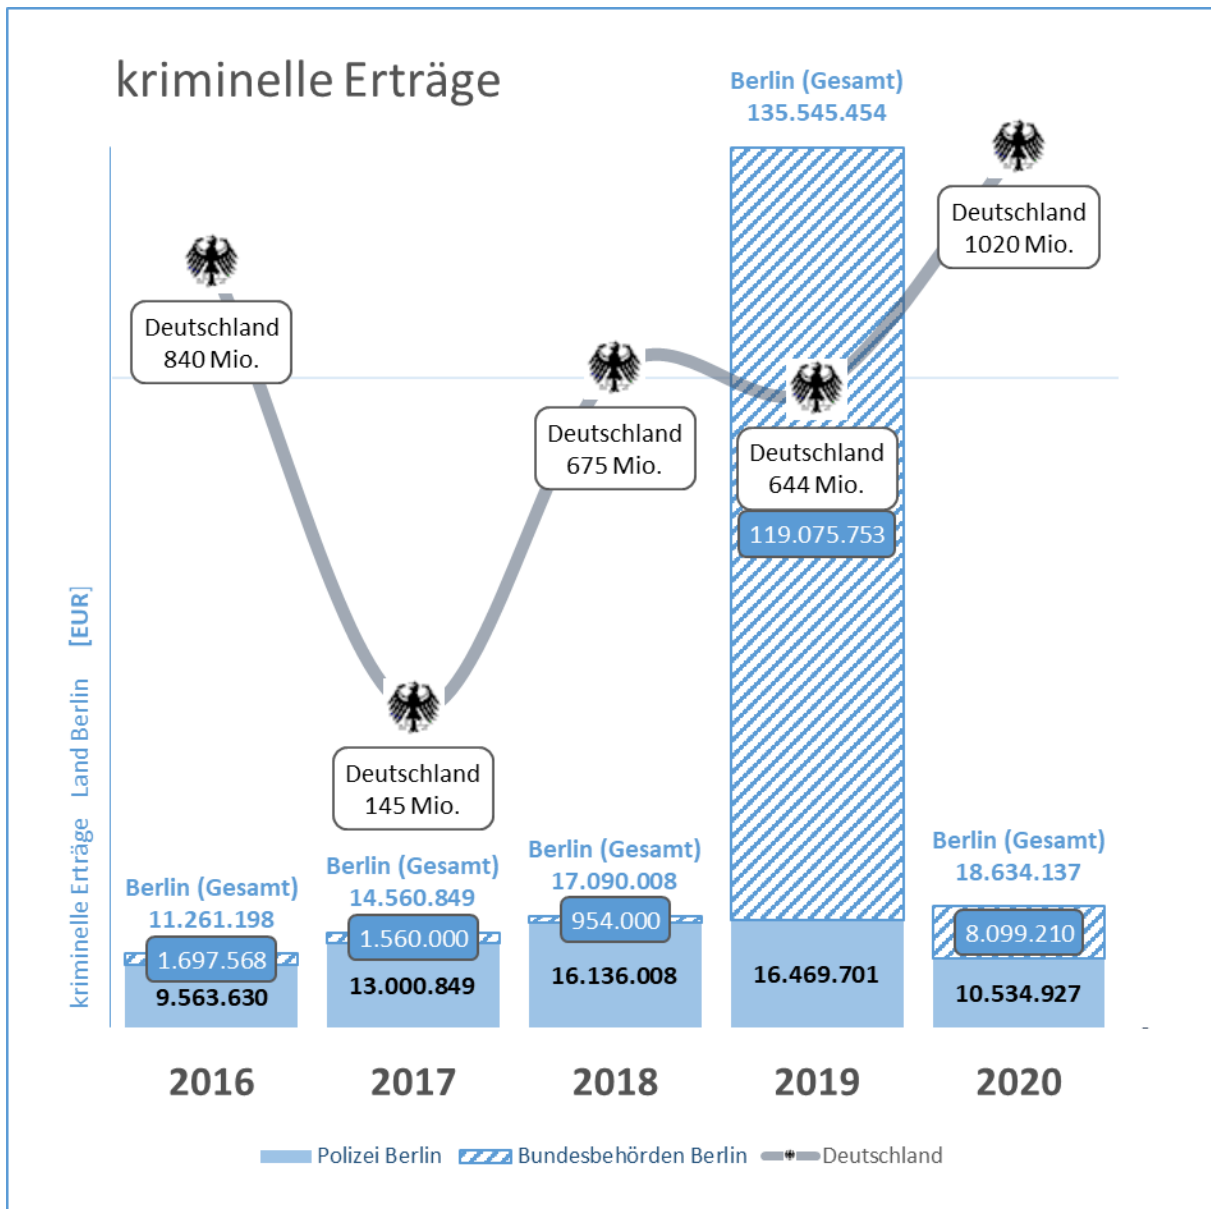 kriminelle Erträge
Berlin (Gesamt)
135.545.454
Deutschland
1020 Mio.
Deutschland
840 Mio.
Deutschland
675 Mio.
Deutschland
644 Mio.
119.075.753
Deutschland
145 Mio.
kriminelle Erträge Land Berlin [EUR]
Berlin (Gesamt)
11.261.198
1.697.568
9.563.630
Berlin (Gesamt)
14.560.849
1.560.000
13.000.849
Berlin (Gesamt)
17.090.008
954.000
16.136.008
16.469.701
Berlin (Gesamt)
18.634.137
8.099.210
10.534.927
2016 2017 2018 2019 2020
Polizei Berlin Bundesbehörden Berlin Deutschland